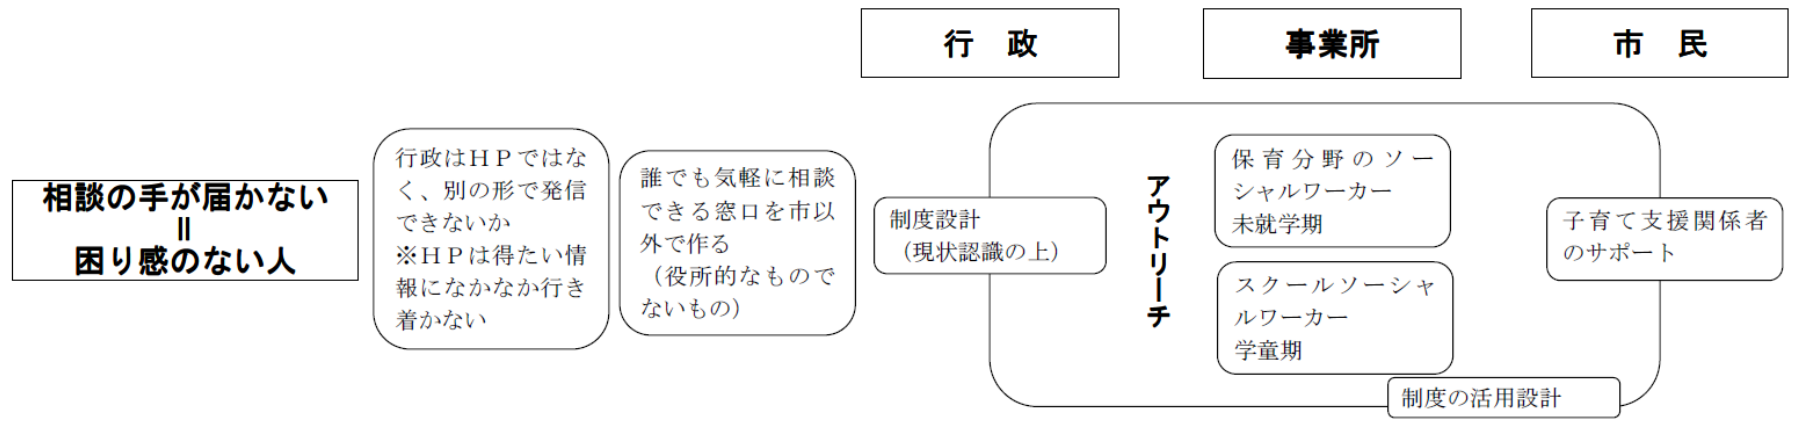 行　政
事業所
市　民
相談の手が届かない
＝
困り感のない人
行政はＨＰではな
く、別の形で発信
できないか
※ＨＰは得たい情
報になかなか行き
着かない
誰でも気軽に相談
できる窓口を市以
外で作る
（役所的なもので
ないもの）
制度設計
（現状認識の上）
アウトリーチ
保育分野のソー
シャルワーカー
未就学期
スクールソーシャ
ルワーカー
学童期
子育て支援関係者
のサポート
制度の活用設計